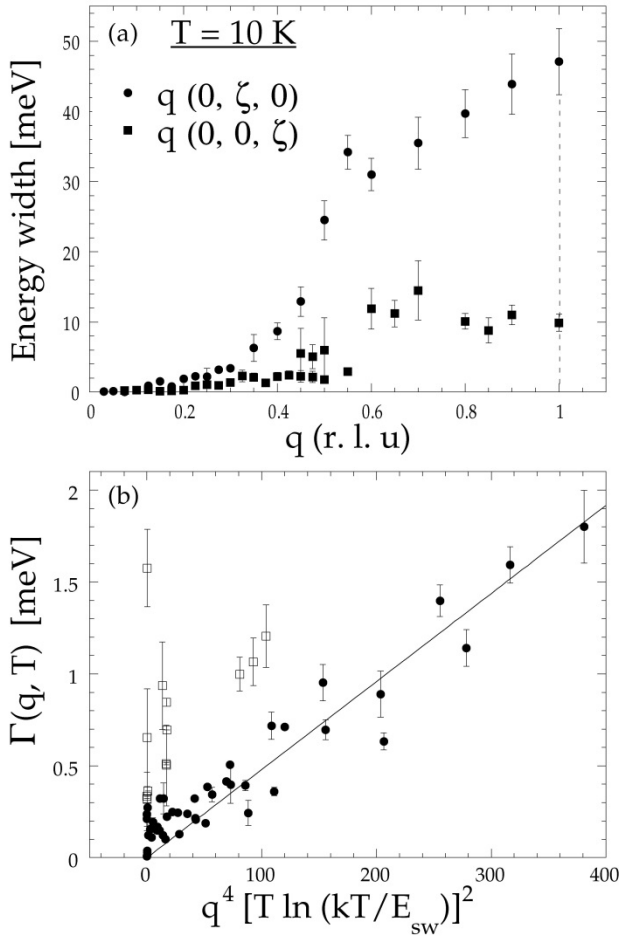 (a) T = 10 K
● q (0, ζ, 0)
■ q (0, 0, ζ)
Energy width [meV]
50
40
30
20
10
0
0 0.2 0.4 0.6 0.8 1
q (r. l. u)
(b)
Γ(q, T) [meV]
2
1.5
1
0.5
0
0 100 200 300 400
q⁴ [T ln (kT/E_sw)]²